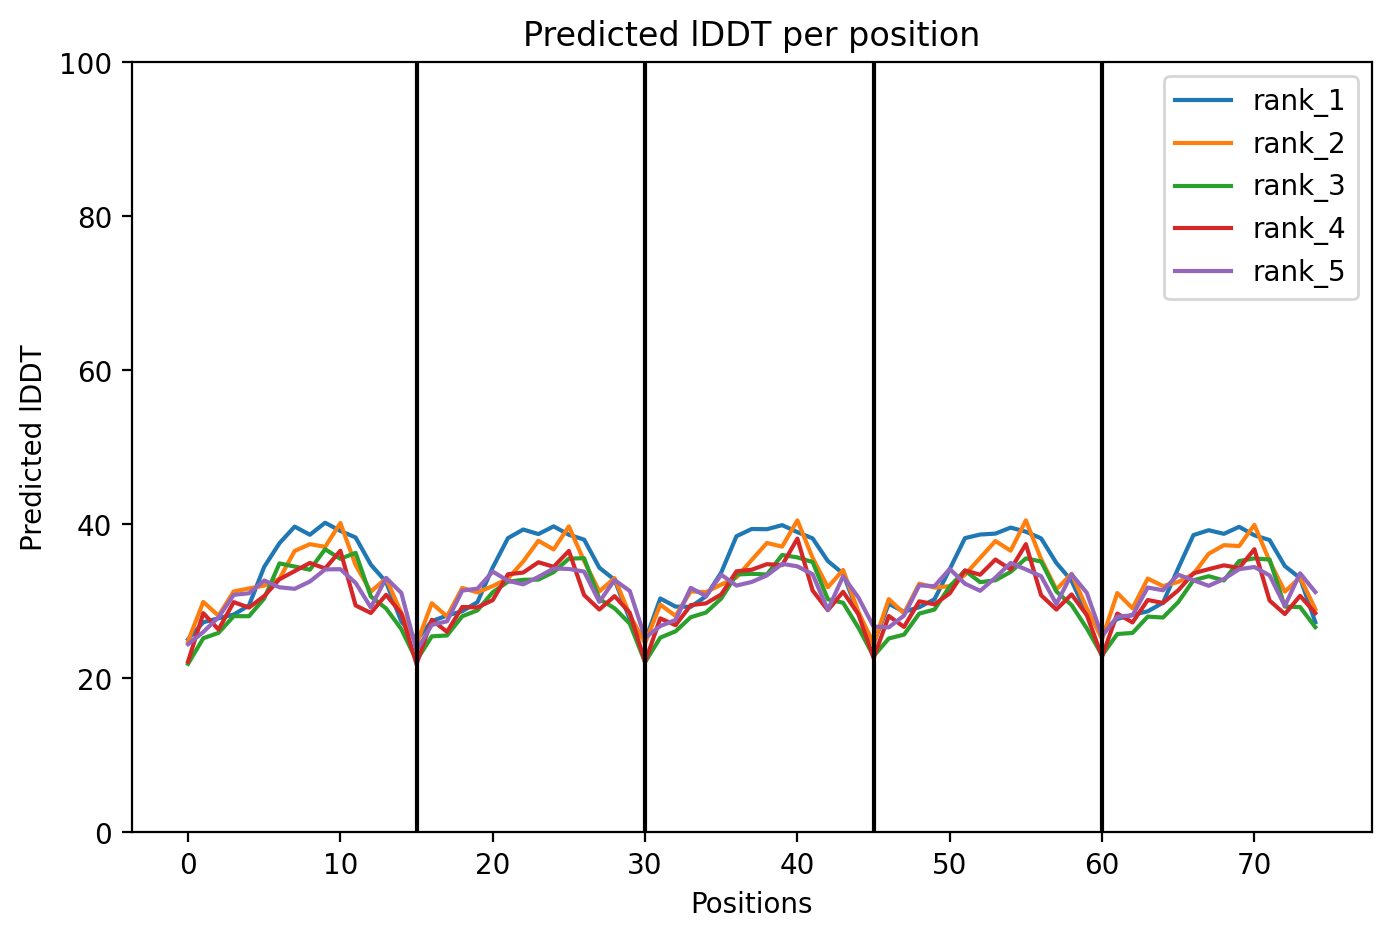 Predicted lDDT per position
100
80
60
40
20
0
Predicted lDDT
0 10 20 30 40 50 60 70
Positions
rank_1
rank_2
rank_3
rank_4
rank_5